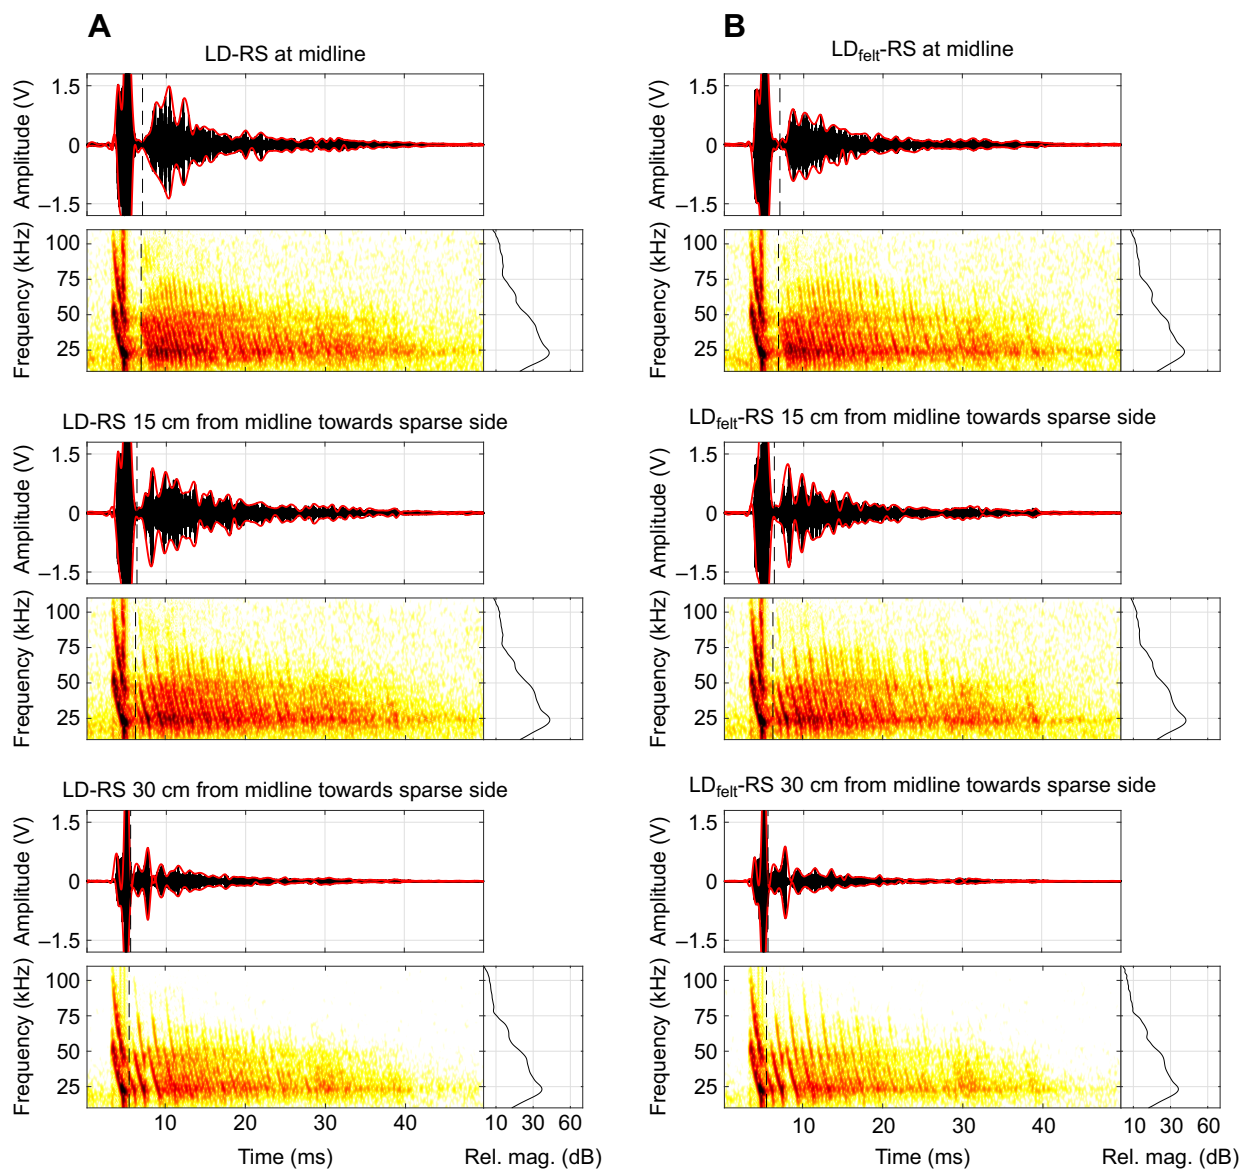 A
LD-RS at midline
Amplitude (V)
1.5
0
–1.5
Frequency (kHz)
100
75
50
25
LD-RS 15 cm from midline towards sparse side
Amplitude (V)
1.5
0
–1.5
Frequency (kHz)
100
75
50
25
LD-RS 30 cm from midline towards sparse side
Amplitude (V)
1.5
0
–1.5
Frequency (kHz)
100
75
50
25
10 20 30 40
10 30 60
Time (ms)
Rel. mag. (dB)
B
LDfelt-RS at midline
Amplitude (V)
1.5
0
–1.5
Frequency (kHz)
100
75
50
25
LDfelt-RS 15 cm from midline towards sparse side
Amplitude (V)
1.5
0
–1.5
Frequency (kHz)
100
75
50
25
LDfelt-RS 30 cm from midline towards sparse side
Amplitude (V)
1.5
0
–1.5
Frequency (kHz)
100
75
50
25
10 20 30 40
10 30 60
Time (ms)
Rel. mag. (dB)